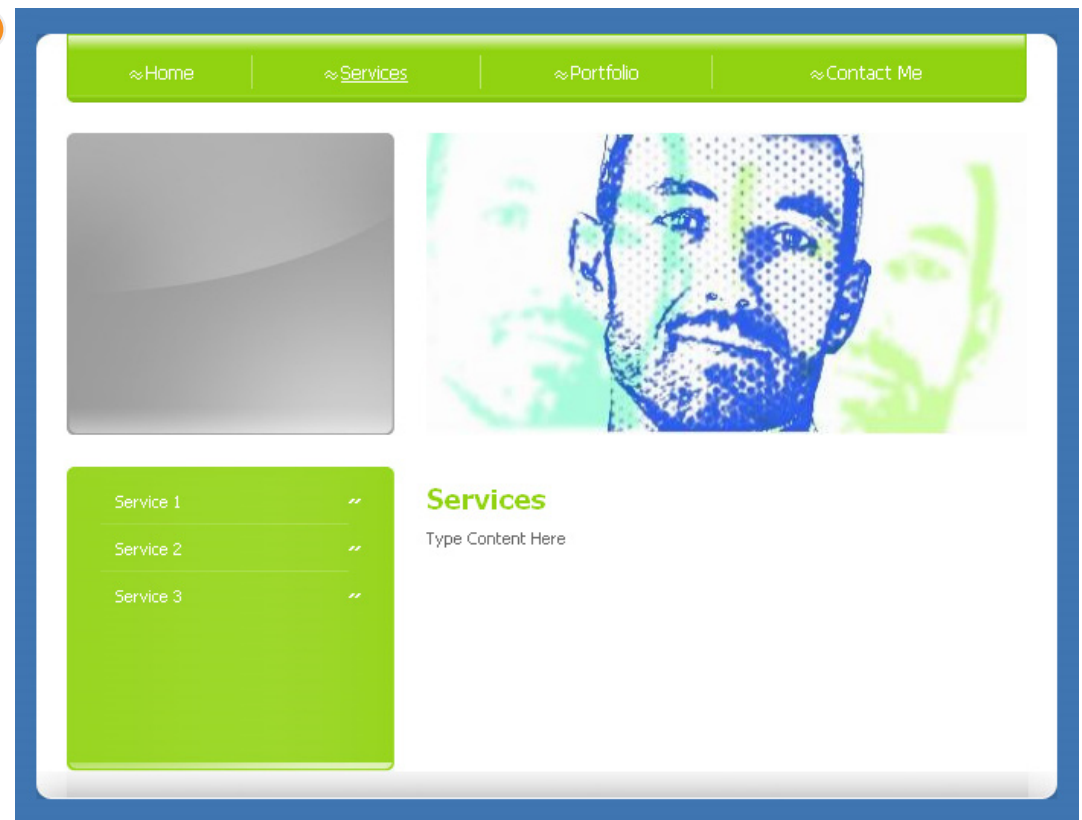 ≈Home ≈Services ≈Portfolio ≈Contact Me
Service 1
Service 2
Service 3
Services
Type Content Here